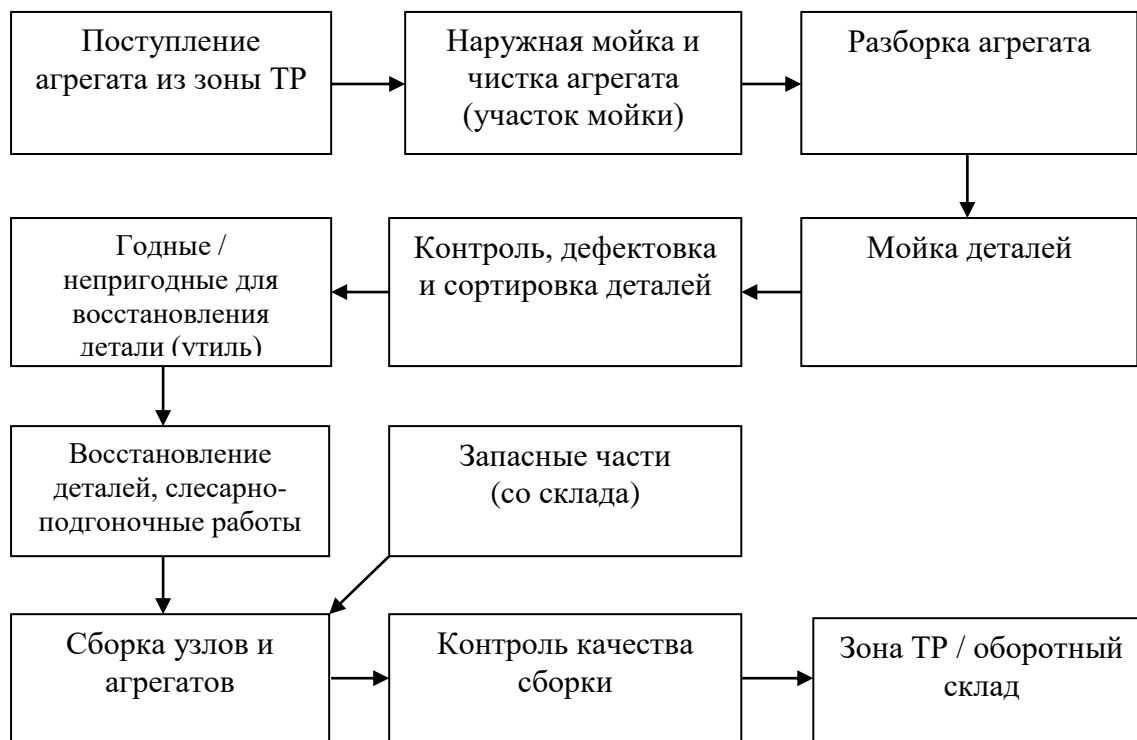 Поступление
агрегата из зоны ТР
Наружная мойка и
чистка агрегата
(участок мойки)
Разборка агрегата
Годные /
непригодные для
восстановления
детали (утиль)
Контроль, дефектовка
и сортировка деталей
Мойка деталей
Восстановление
деталей, слесарно-
подгоночные работы
Запасные части
(со склада)
Сборка узлов и
агрегатов
Контроль качества
сборки
Зона ТР / оборотный
склад